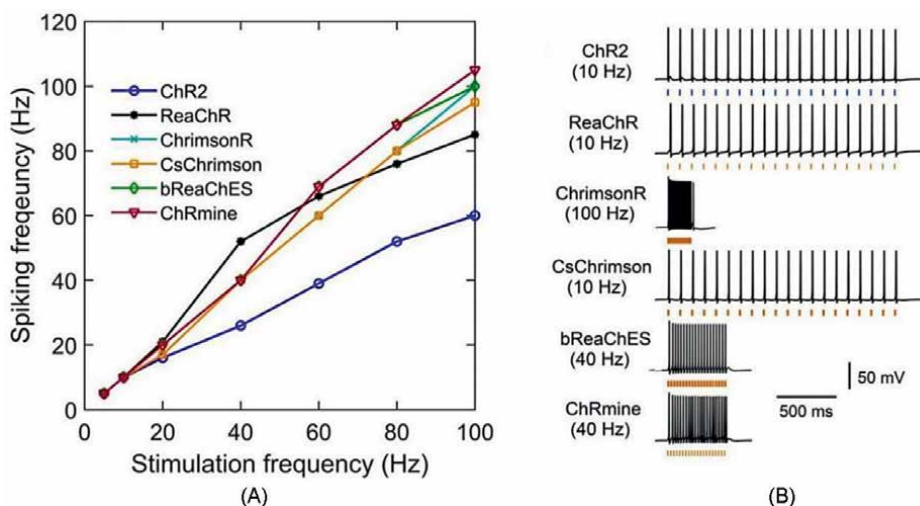 120
100
80
60
40
20
0
Spiking freqeuncy (Hz)
ChR2
ReaChR
ChrimsonR
CsChrimson
bReaChES
ChRmine
0 20 40 60 80 100
Stimulation frequency (Hz)
(A)
ChR2
(10 Hz)
ReaChR
(10 Hz)
ChrimsonR
(100 Hz)
CsChrimson
(10 Hz)
bReaChES
(40 Hz)
ChRmine
(40 Hz)
50 mV
500 ms
(B)